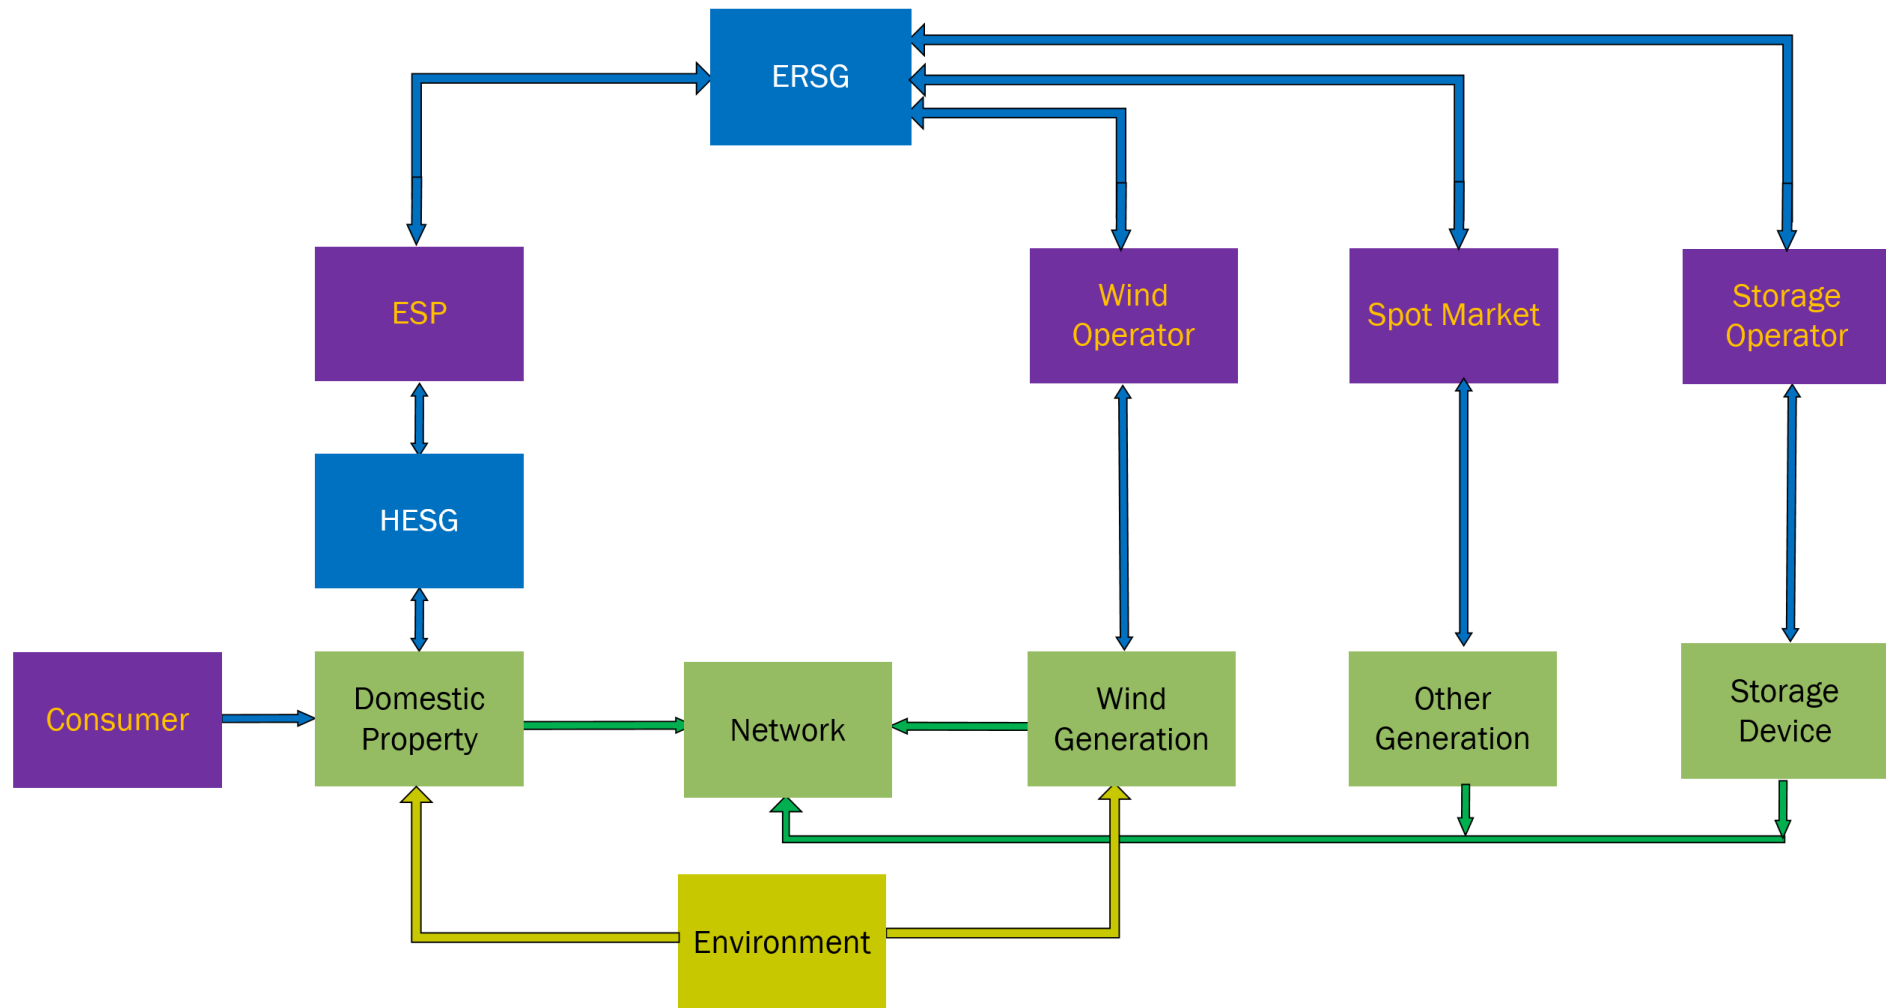 ERSG
ESP
Wind
Operator
Spot Market
Storage
Operator
HESG
Consumer
Domestic
Property
Network
Wind
Generation
Other
Generation
Storage
Device
Environment